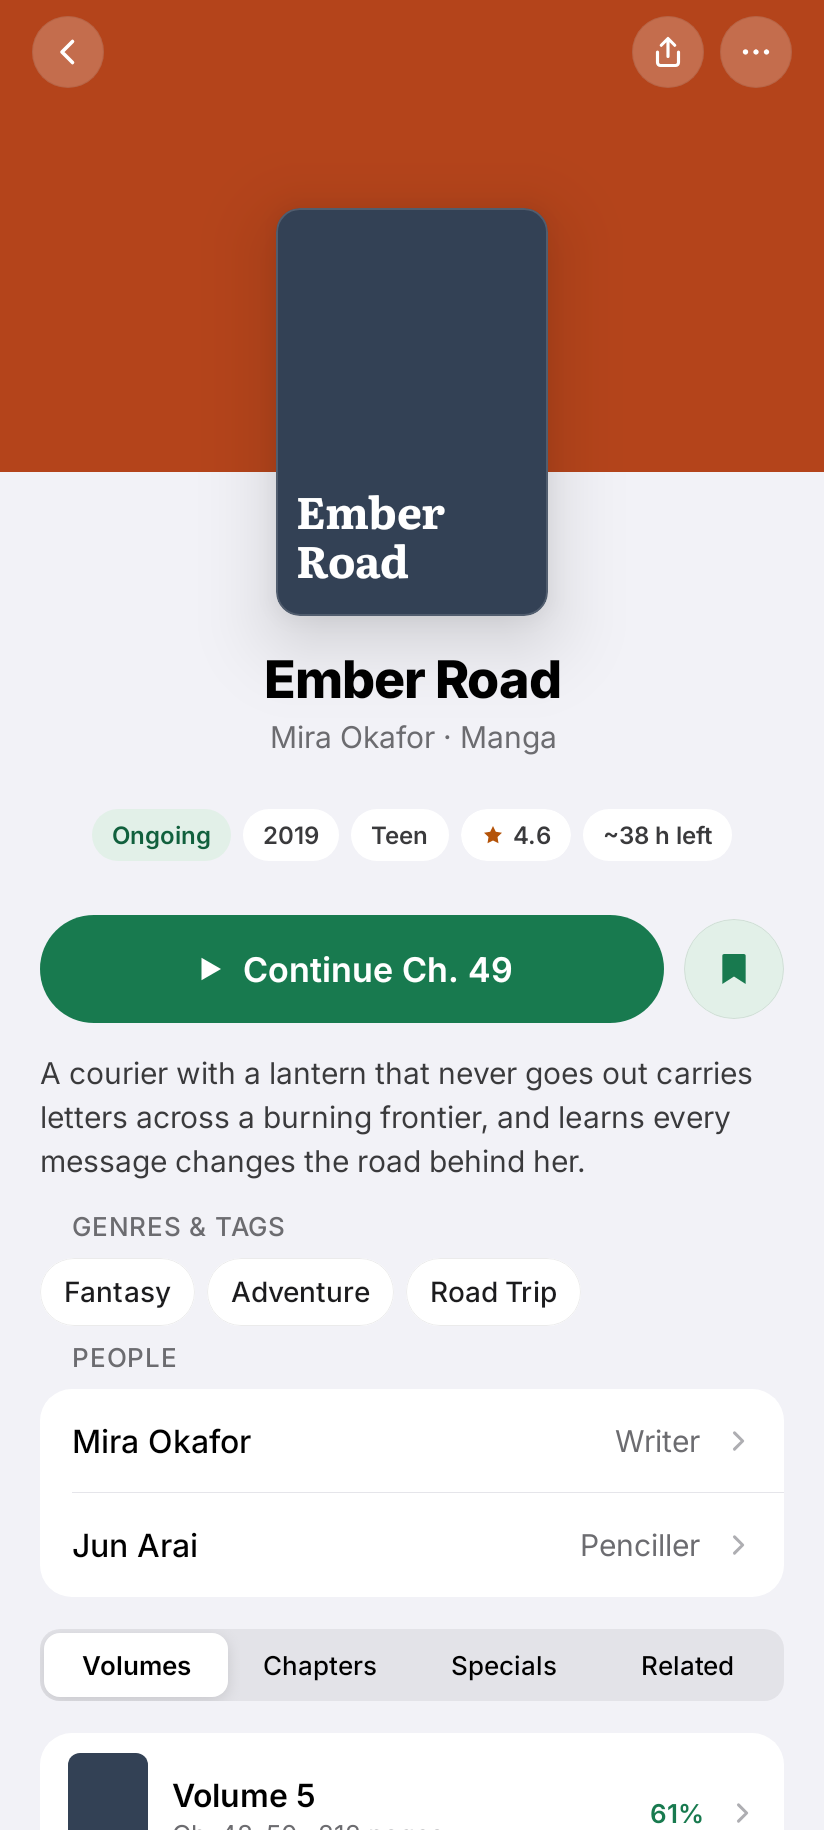 Ember
Road
Ember Road
Mira Okafor · Manga
Ongoing 2019 Teen ★ 4.6 ~38 h left
Continue Ch. 49
A courier with a lantern that never goes out carries
letters across a burning frontier, and learns every
message changes the road behind her.
GENRES & TAGS
Fantasy Adventure Road Trip
PEOPLE
Mira Okafor Writer
Jun Arai Penciller
Volumes Chapters Specials Related
Volume 5
61%